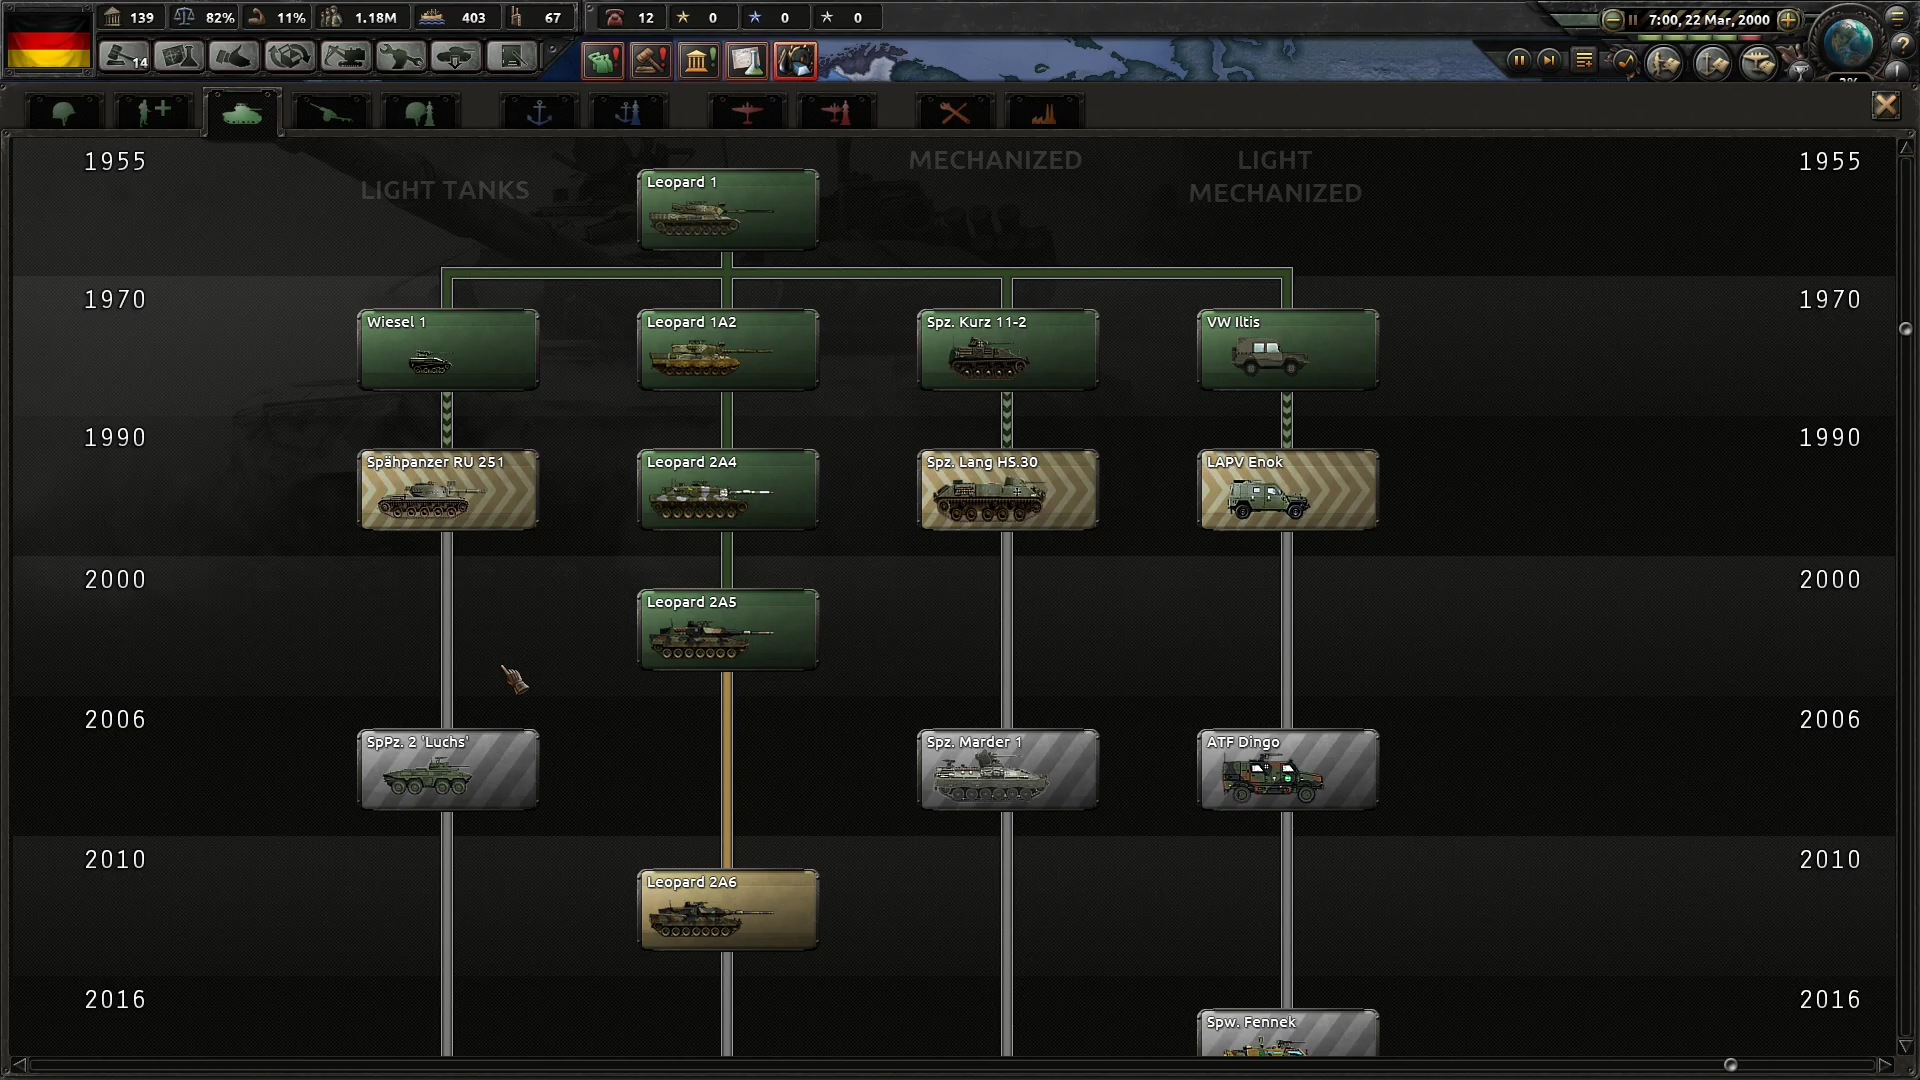 139
82%
11%
1.18M
403
67
12
0
0
0
7:00, 22 Mar, 2000
14
1955
MECHANIZED
LIGHT MECHANIZED
1955
LIGHT TANKS
Leopard 1
1970
1970
Wiesel 1
Leopard 1A2
Spz. Kurz 11-2
VW Iltis
1990
1990
Spähpanzer RU 251
Leopard 2A4
Spz. Lang HS.30
LAPV Enok
2000
2000
Leopard 2A5
2006
2006
SpPz. 2 'Luchs'
Spz. Marder 1
ATF Dingo
2010
2010
Leopard 2A6
2016
2016
Spw. Fennek